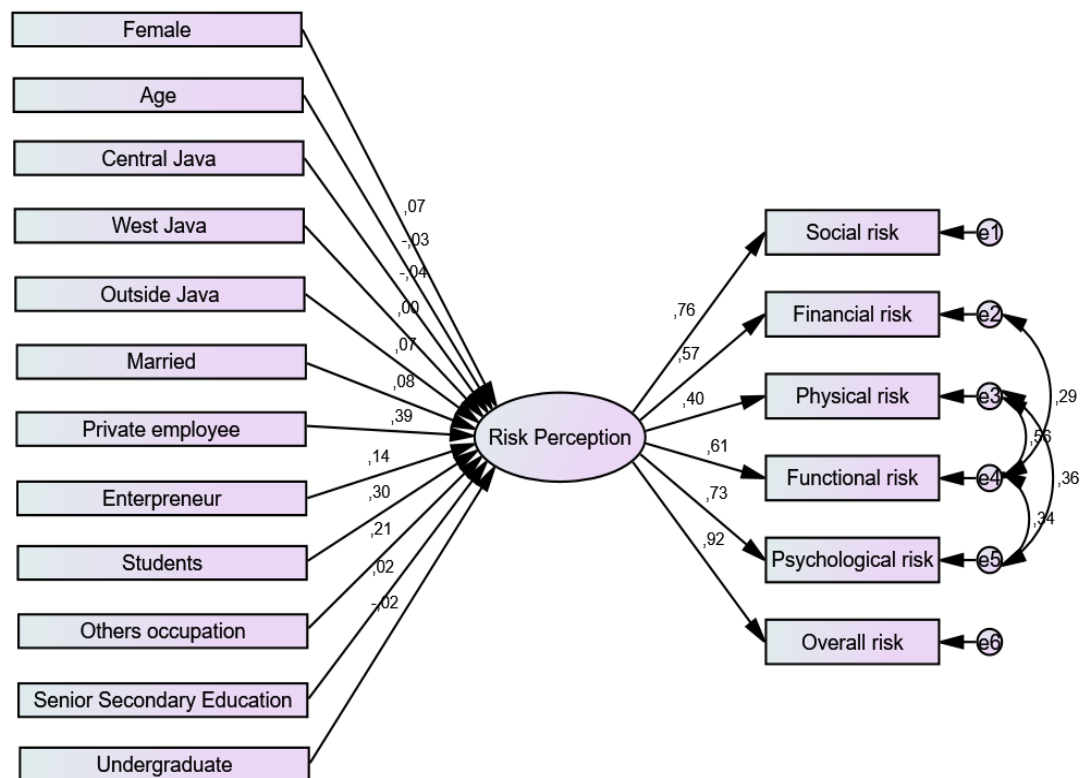 Female
Age
Central Java
West Java
Outside Java
Married
Private employee
Enterpreneur
Students
Others occupation
Senior Secondary Education
Undergraduate
,07
-,03
-,04
,00
,07
,08
,39
,14
,30
,21
,02
-,02
Risk Perception
,76
,57
,40
,61
,73
,92
Social risk
Financial risk
Physical risk
Functional risk
Psychological risk
Overall risk
e1
e2
e3
e4
e5
e6
,29
,56
,36
,34